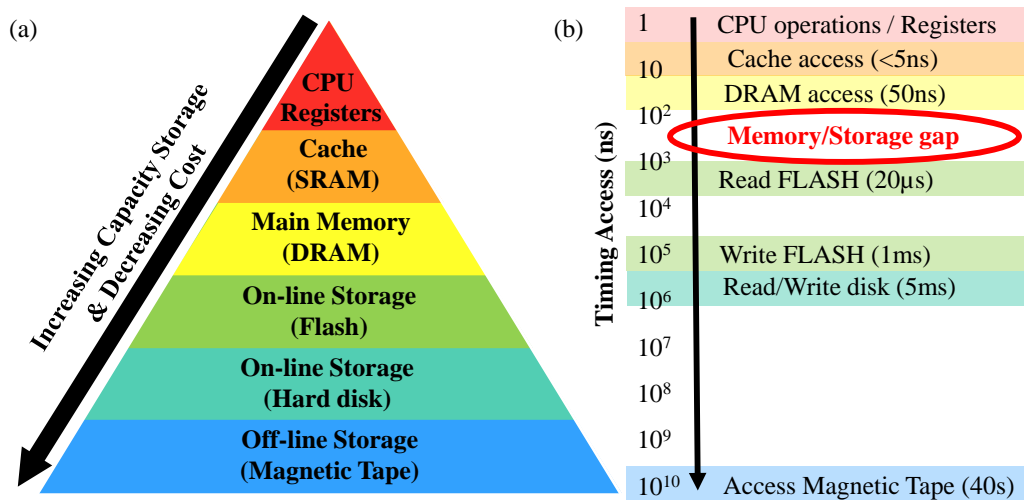 (a)
Increasing Capacity Storage
& Decreasing Cost
CPU
Registers
Cache
(SRAM)
Main Memory
(DRAM)
On-line Storage
(Flash)
On-line Storage
(Hard disk)
Off-line Storage
(Magnetic Tape)
(b)
Timing Access (ns)
1 CPU operations / Registers
Cache access (<5ns)
10
DRAM access (50ns)
10²
Memory/Storage gap
10³
Read FLASH (20µs)
10⁴
10⁵ Write FLASH (1ms)
Read/Write disk (5ms)
10⁶
10⁷
10⁸
10⁹
10¹⁰ Access Magnetic Tape (40s)